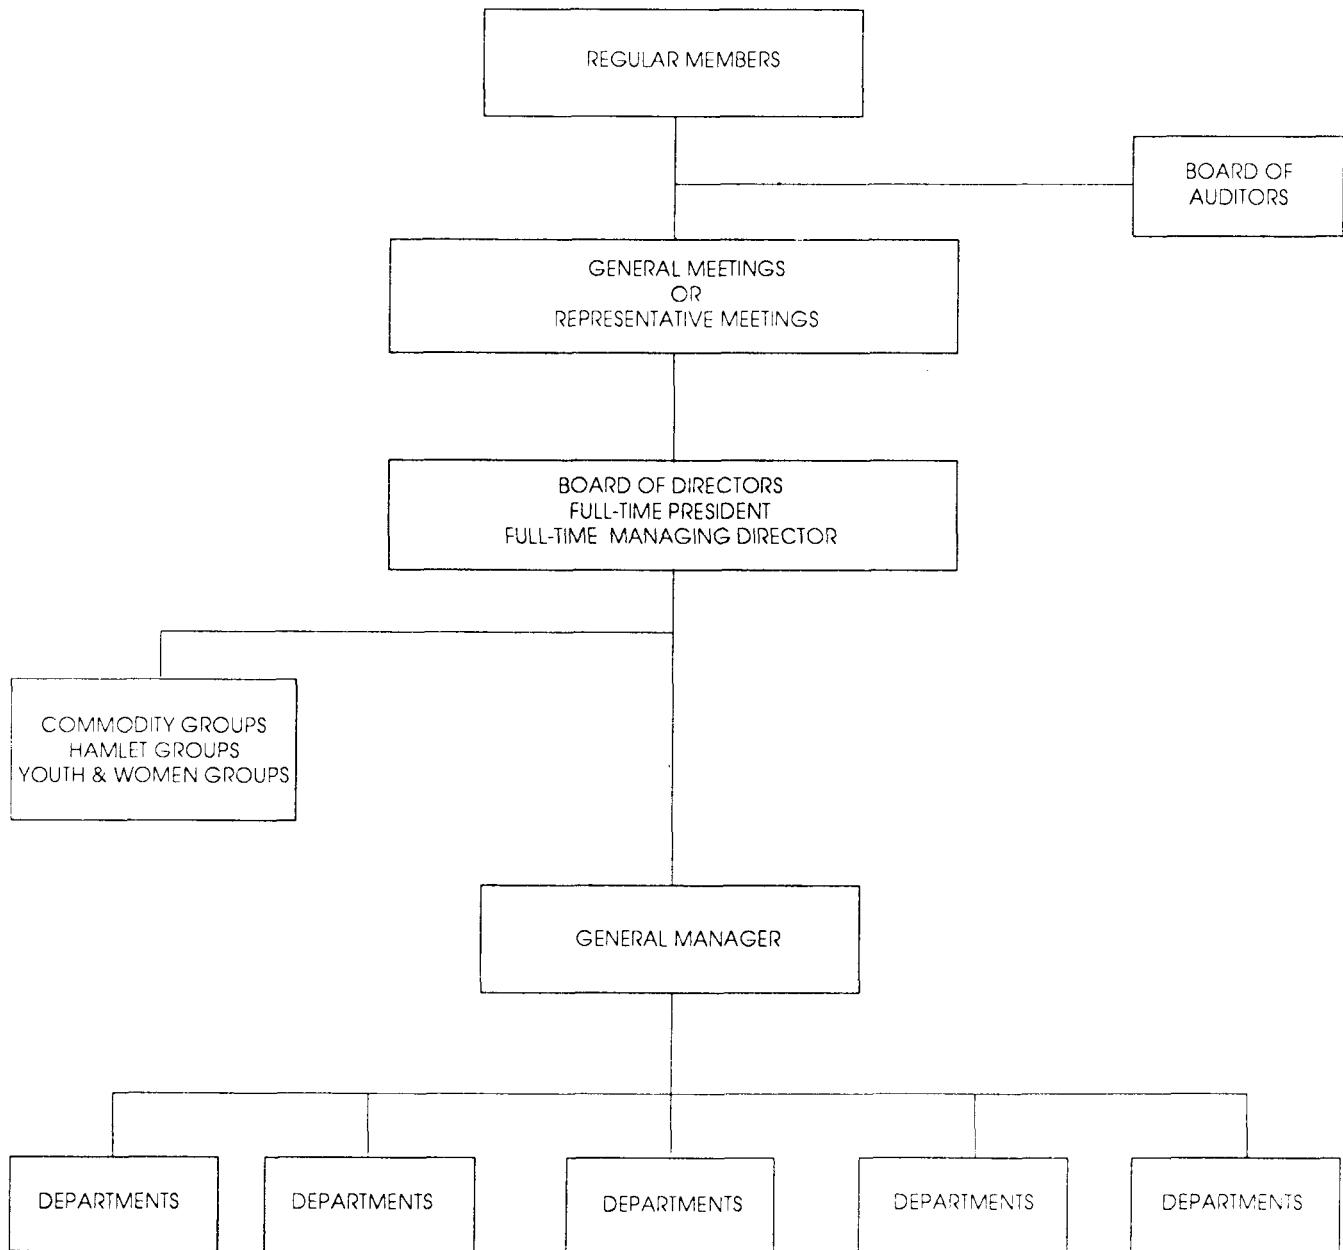 REGULAR MEMBERS
BOARD OF
AUDITORS
GENERAL MEETINGS
OR
REPRESENTATIVE MEETINGS
BOARD OF DIRECTORS
FULL-TIME PRESIDENT
FULL-TIME MANAGING DIRECTOR
COMMODITY GROUPS
HAMLET GROUPS
YOUTH & WOMEN GROUPS
GENERAL MANAGER
DEPARTMENTS
DEPARTMENTS
DEPARTMENTS
DEPARTMENTS
DEPARTMENTS